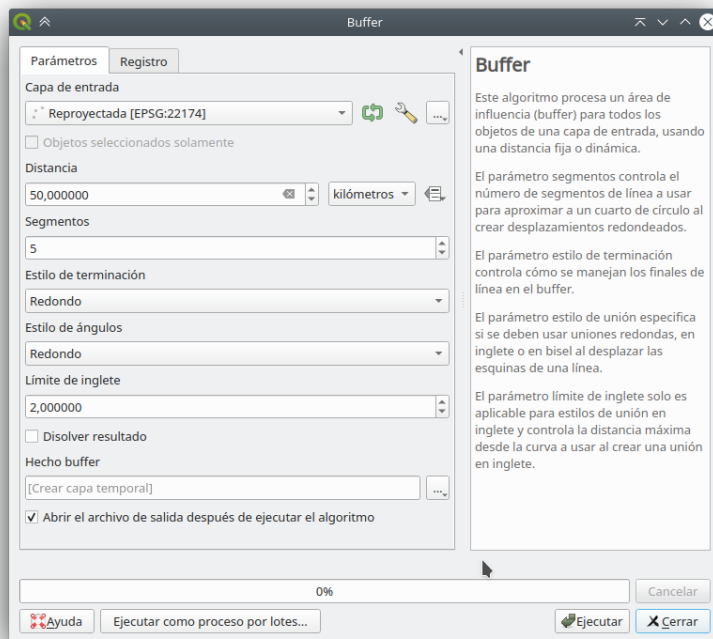 Buffer
Parámetros
Registro
Capa de entrada
Reproyectada [EPSG:22174]
...
Objetos seleccionados solamente
Distancia
50,000000
kilómetros
Segmentos
5
Estilo de terminación
Redondo
Estilo de ángulos
Redondo
Límite de inglete
2,000000
Disolver resultado
Hecho buffer
[Crear capa temporal]
...
Abrir el archivo de salida después de ejecutar el algoritmo
Buffer
Este algoritmo procesa un área de
influencia (buffer) para todos los
objetos de una capa de entrada, usando
una distancia fija o dinámica.
El parámetro segmentos controla el
número de segmentos de línea a usar
para aproximar a un cuarto de círculo al
crear desplazamientos redondeados.
El parámetro estilo de terminación
controla cómo se manejan los finales de
línea en el buffer.
El parámetro estilo de unión especifica
si se deben usar uniones redondas, en
inglete o en bisel al desplazar las
esquinas de una línea.
El parámetro límite de inglete solo es
aplicable para estilos de unión en
inglete y controla la distancia máxima
desde la curva a usar al crear una unión
en inglete.
0%
Cancelar
Ayuda
Ejecutar como proceso por lotes...
Ejecutar
Cerrar